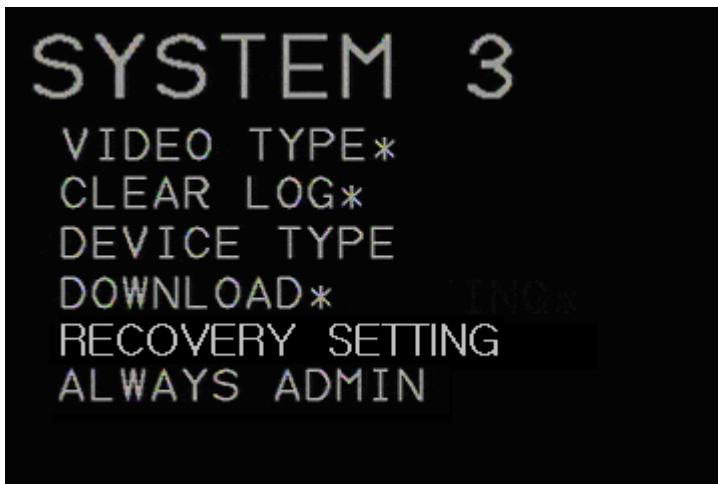 SYSTEM 3
VIDEO TYPE*
CLEAR LOG*
DEVICE TYPE
DOWNLOAD*
RECOVERY SETTING
ALWAYS ADMIN